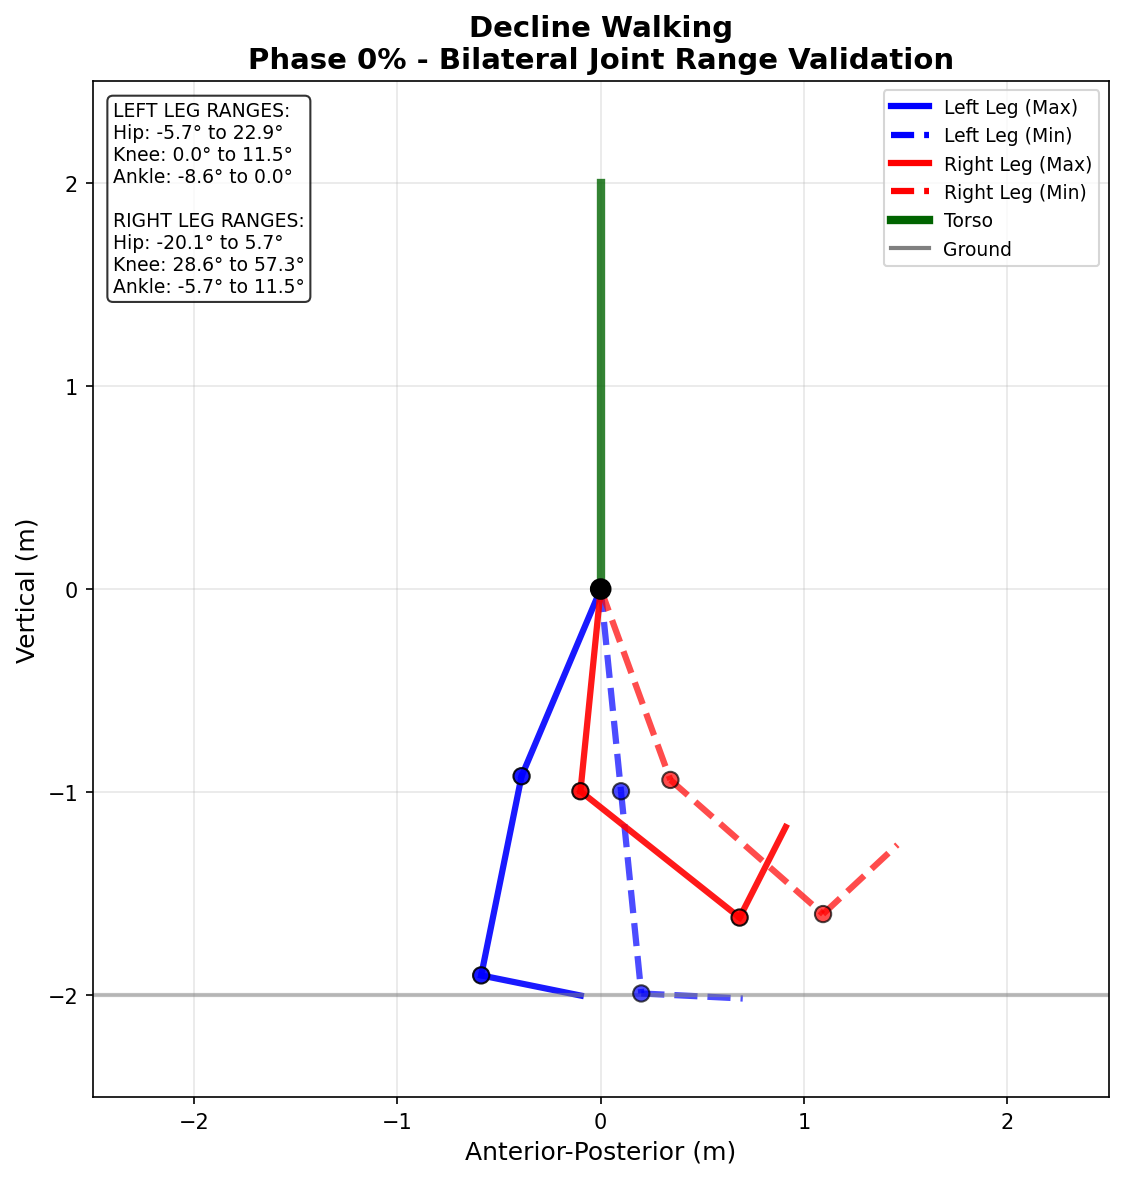 Decline Walking
Phase 0% - Bilateral Joint Range Validation
LEFT LEG RANGES:
Hip: -5.7° to 22.9°
Knee: 0.0° to 11.5°
Ankle: -8.6° to 0.0°
RIGHT LEG RANGES:
Hip: -20.1° to 5.7°
Knee: 28.6° to 57.3°
Ankle: -5.7° to 11.5°
Left Leg (Max)
Left Leg (Min)
Right Leg (Max)
Right Leg (Min)
Torso
Ground
2
1
0
−1
−2
Vertical (m)
−2
−1
0
1
2
Anterior-Posterior (m)